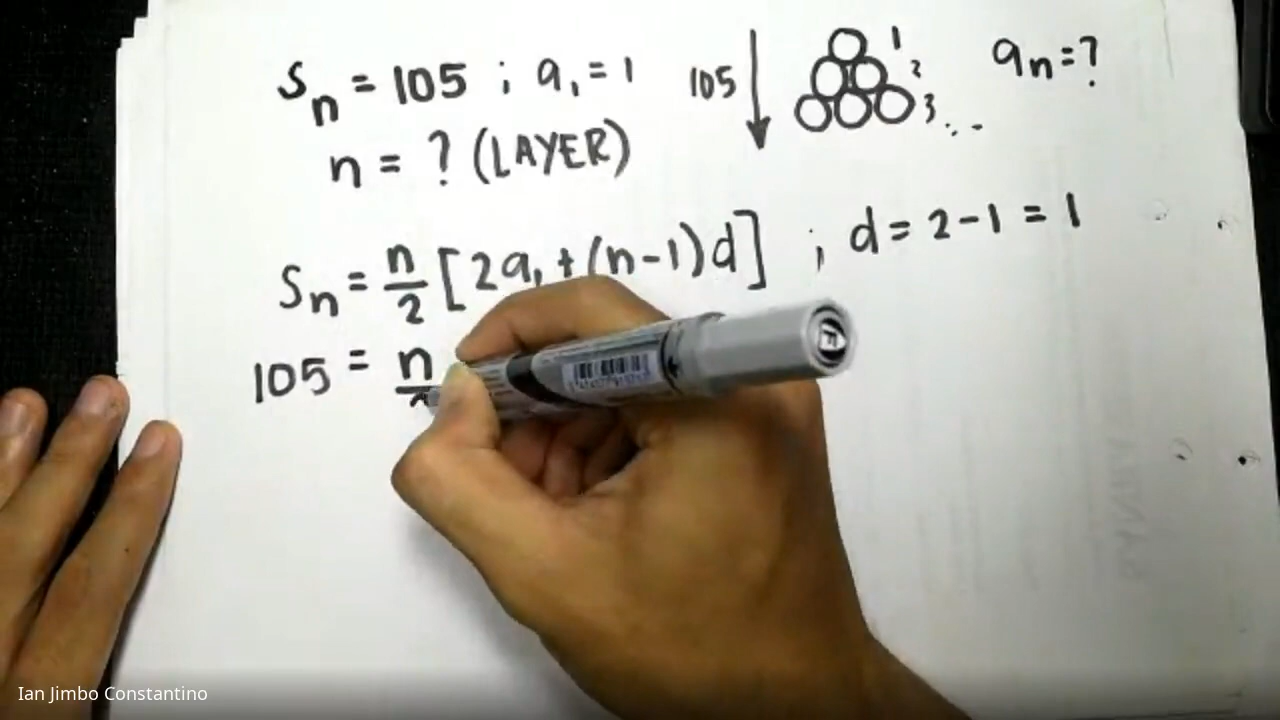 Sₙ = 105 ; a₁ = 1
n = ? (LAYER)
105
1
2
3...
aₙ = ?
Sₙ = n/2 [2a₁ + (n-1)d] ; d = 2-1 = 1
105 = n
Ian Jimbo Constantino